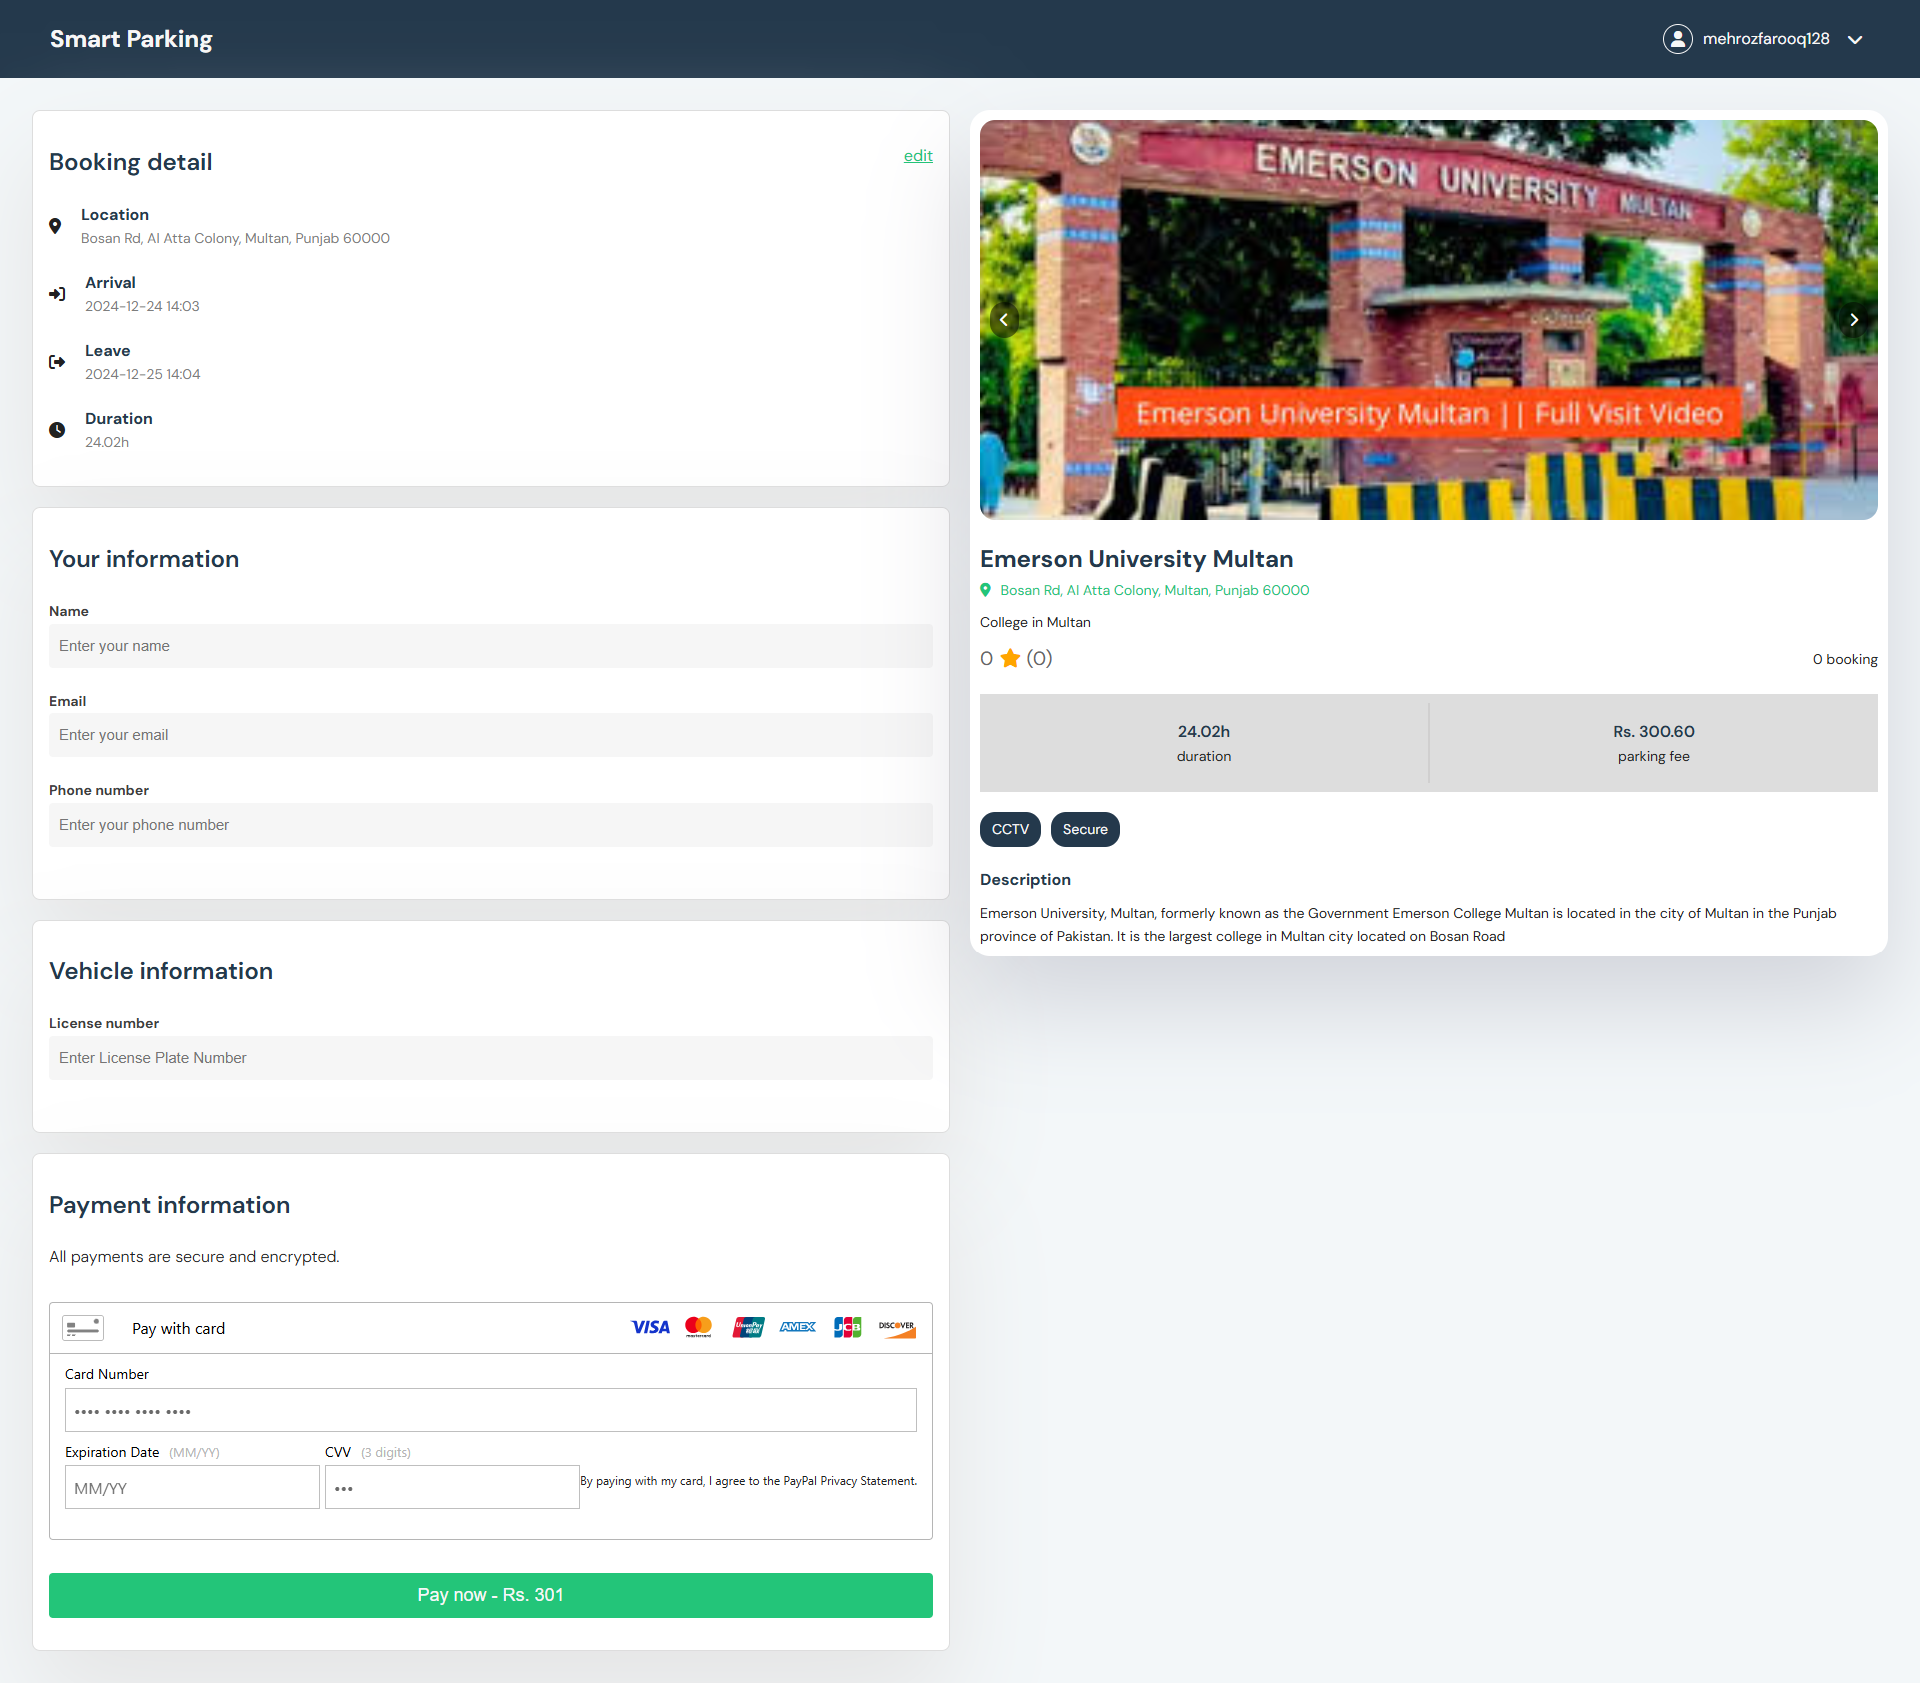 Smart Parking
mehrozfarooq128
Booking detail
edit
Location
Bosan Rd, Al Atta Colony, Multan, Punjab 60000
Arrival
2024-12-24 14:03
Leave
2024-12-25 14:04
Duration
24.02h
Your information
Name
Enter your name
Email
Enter your email
Phone number
Enter your phone number
Vehicle information
License number
Enter License Plate Number
Payment information
All payments are secure and encrypted.
Pay with card
VISA mastercard UnionPay AMEX JCB DISCOVER
Card Number
•••• •••• •••• ••••
Expiration Date (MM/YY)
CVV (3 digits)
MM/YY
•••
By paying with my card, I agree to the PayPal Privacy Statement.
Pay now - Rs. 301
EMERSON UNIVERSITY MULTAN
Emerson University Multan || Full Visit Video
Emerson University Multan
Bosan Rd, Al Atta Colony, Multan, Punjab 60000
College in Multan
0 (0)
0 booking
24.02h
duration
Rs. 300.60
parking fee
CCTV
Secure
Description
Emerson University, Multan, formerly known as the Government Emerson College Multan is located in the city of Multan in the Punjab
province of Pakistan. It is the largest college in Multan city located on Bosan Road